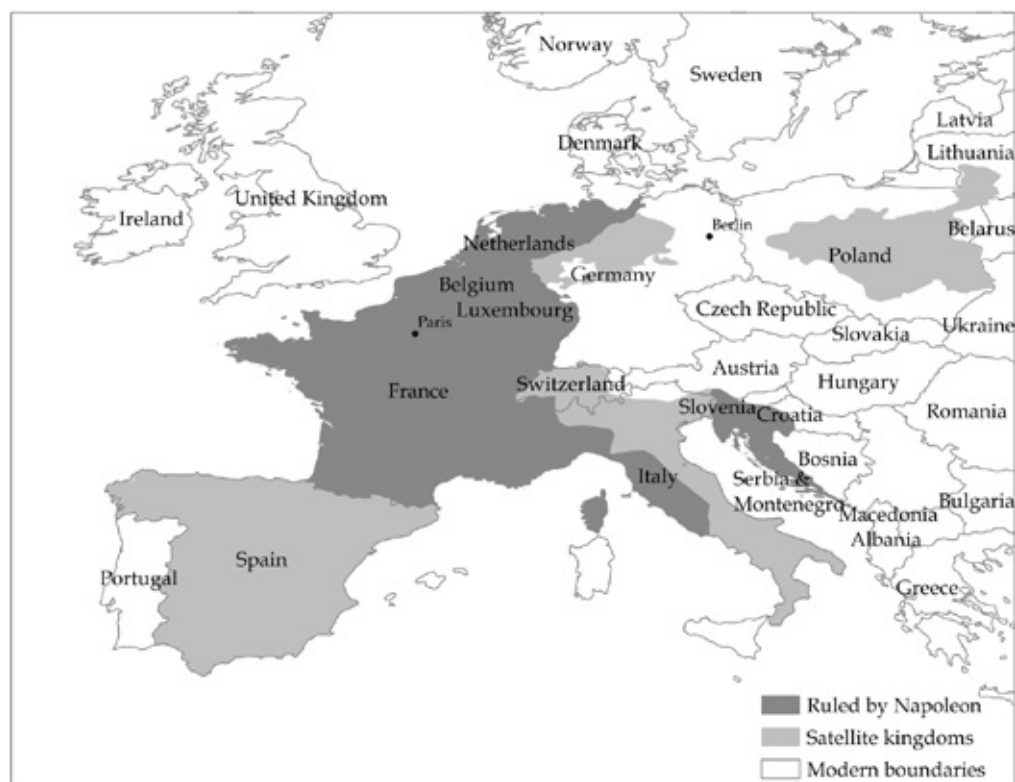 Norway
Sweden
Latvia
Denmark
Lithuania
United Kingdom
Ireland
Berlin
Belarus
Netherlands
Poland
Germany
Belgium
Luxembourg
Czech Republic
Paris
Slovakia
Ukraine
Austria
Switzerland
Hungary
France
Slovenia
Croatia
Romania
Bosnia
Italy
Serbia &
Montenegro
Bulgaria
Macedonia
Albania
Spain
Portugal
Greece
Ruled by Napoleon
Satellite kingdoms
Modern boundaries